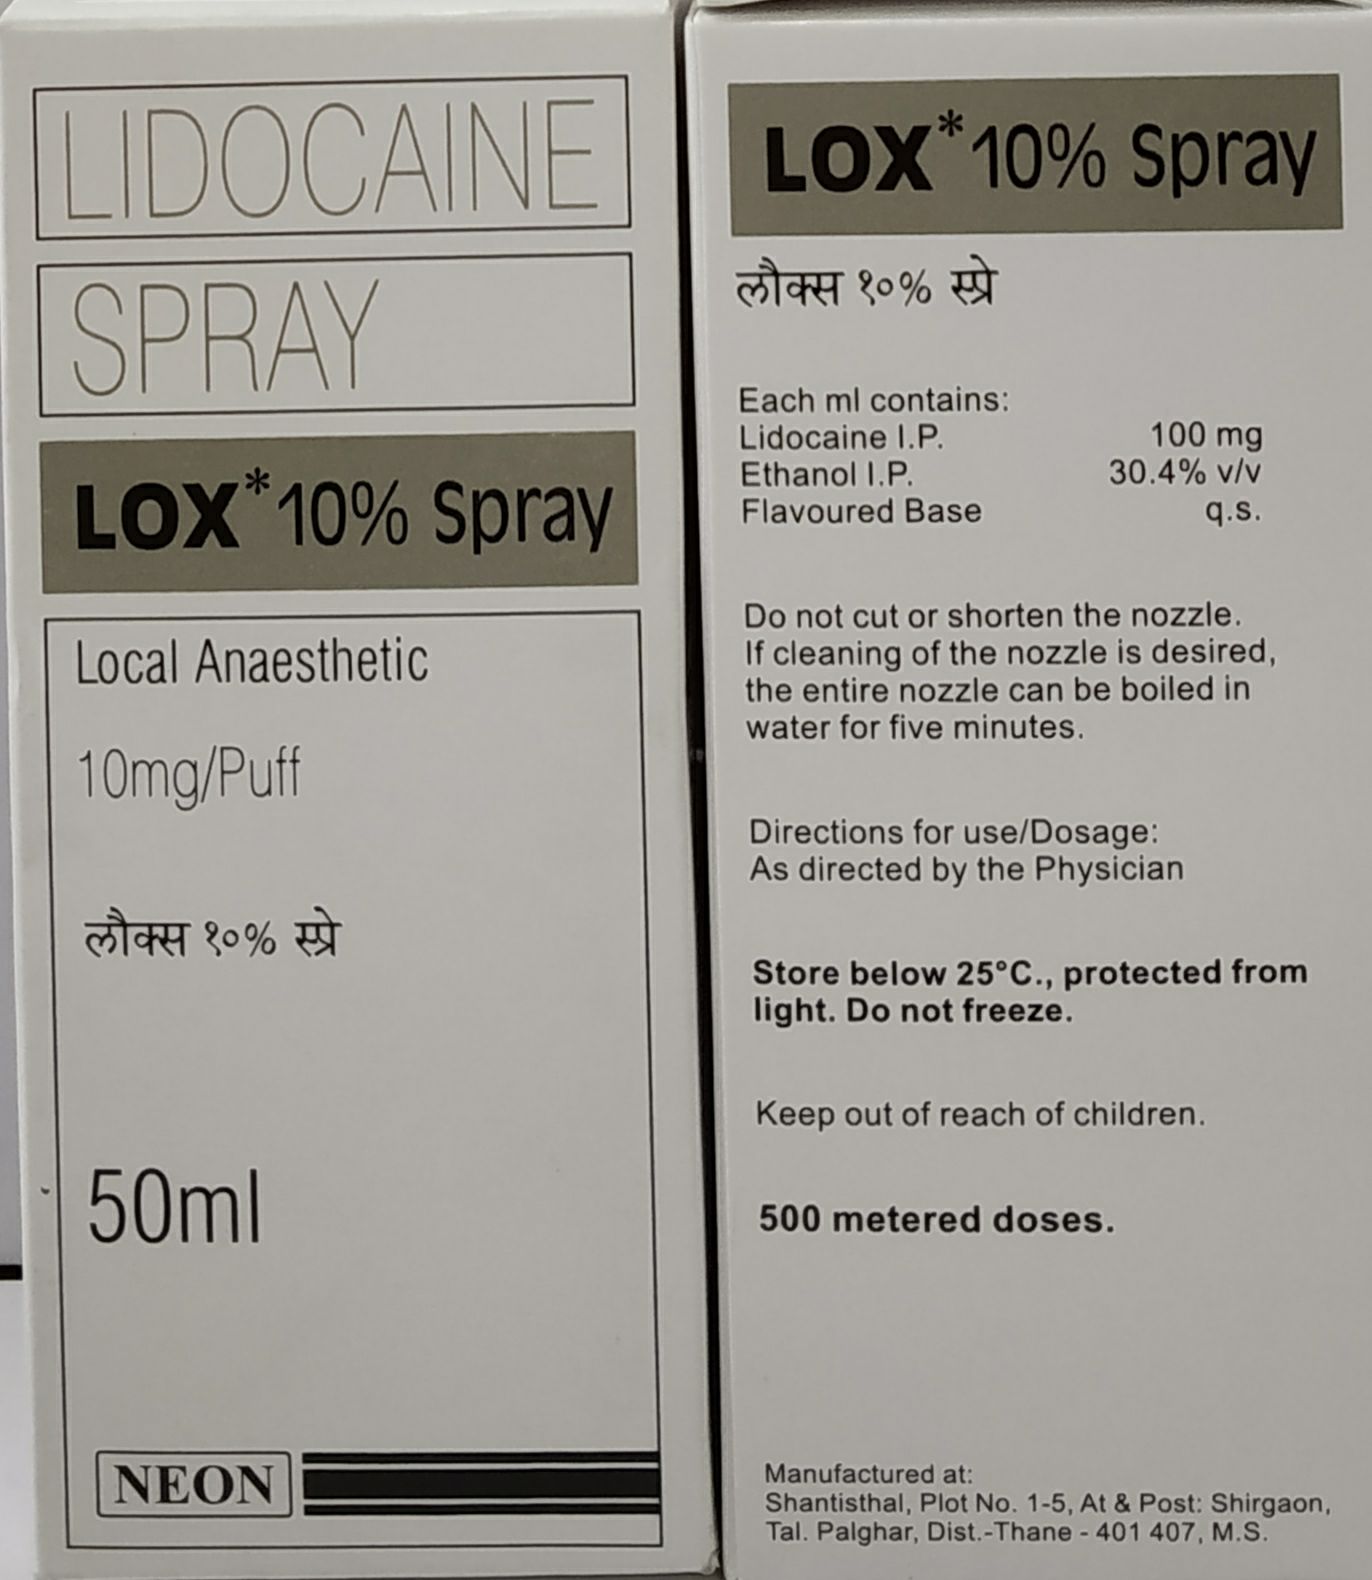 LIDOCAINE
SPRAY
LOX* 10% Spray
Local Anaesthetic
10mg/Puff
लौक्स १०% स्प्रे
50ml
NEON
LOX* 10% Spray
लौक्स १०% स्प्रे
Each ml contains:
Lidocaine I.P. 100 mg
Ethanol I.P. 30.4% v/v
Flavoured Base q.s.
Do not cut or shorten the nozzle.
If cleaning of the nozzle is desired,
the entire nozzle can be boiled in
water for five minutes.
Directions for use/Dosage:
As directed by the Physician
Store below 25°C., protected from
light. Do not freeze.
Keep out of reach of children.
500 metered doses.
Manufactured at:
Shantisthal, Plot No. 1-5, At & Post: Shirgaon,
Tal. Palghar, Dist.-Thane - 401 407, M.S.